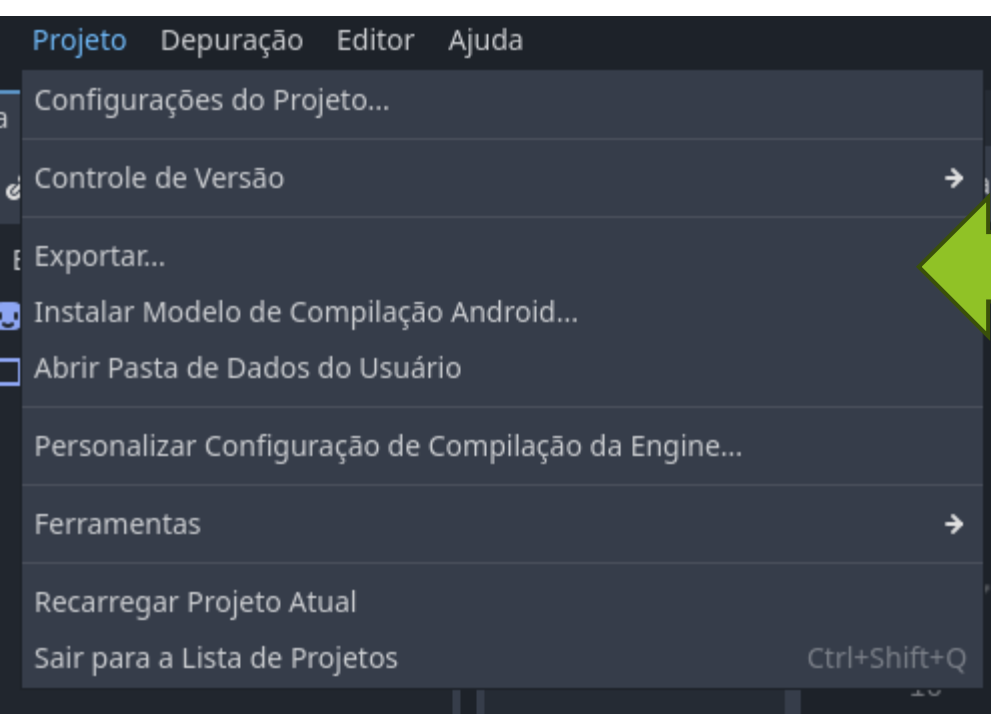 Projeto Depuração Editor Ajuda
Configurações do Projeto...
Controle de Versão
Exportar...
Instalar Modelo de Compilação Android...
Abrir Pasta de Dados do Usuário
Personalizar Configuração de Compilação da Engine...
Ferramentas
Recarregar Projeto Atual
Sair para a Lista de Projetos Ctrl+Shift+Q